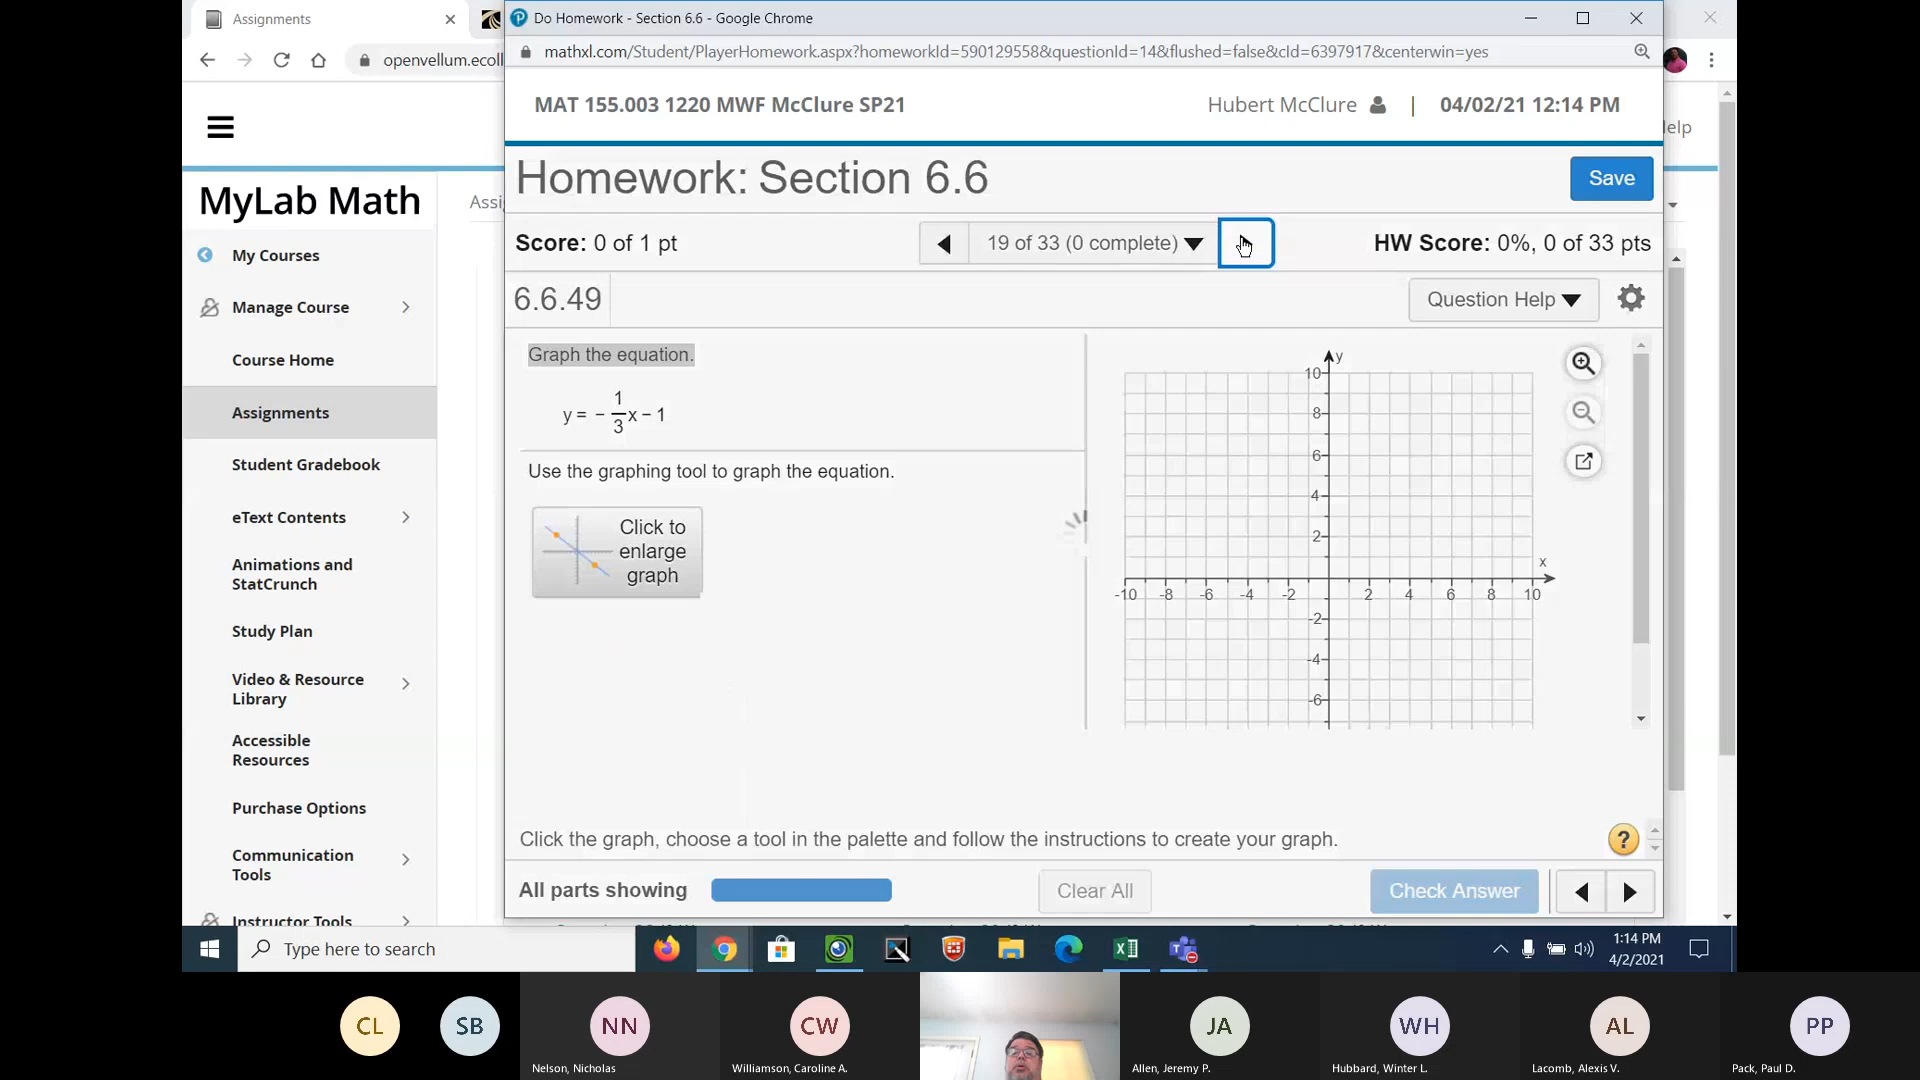 Assignments
Do Homework - Section 6.6 - Google Chrome
openvellum.ecoll
mathxl.com/Student/PlayerHomework.aspx?homeworkId=590129558&questionId=14&flushed=false&cId=6397917&centerwin=yes
MAT 155.003 1220 MWF McClure SP21
Hubert McClure | 04/02/21 12:14 PM
elp
MyLab Math
Assi
Homework: Section 6.6
Save
My Courses
Manage Course
Course Home
Assignments
Student Gradebook
eText Contents
Animations and
StatCrunch
Study Plan
Video & Resource
Library
Accessible
Resources
Purchase Options
Communication
Tools
Instructor Tools
Score: 0 of 1 pt
19 of 33 (0 complete)
HW Score: 0%, 0 of 33 pts
6.6.49
Question Help
Graph the equation.
y = - 1/3 x - 1
Use the graphing tool to graph the equation.
Click to
enlarge
graph
y
10
8
6
4
2
x
-10 -8 -6 -4 -2 2 4 6 8 10
-2
-4
-6
Click the graph, choose a tool in the palette and follow the instructions to create your graph.
?
All parts showing
Clear All
Check Answer
Type here to search
1:14 PM
4/2/2021
CL
SB
NN
Nelson, Nicholas
CW
Williamson, Caroline A.
JA
Allen, Jeremy P.
WH
Hubbard, Winter L.
AL
Lacomb, Alexis V.
PP
Pack, Paul D.